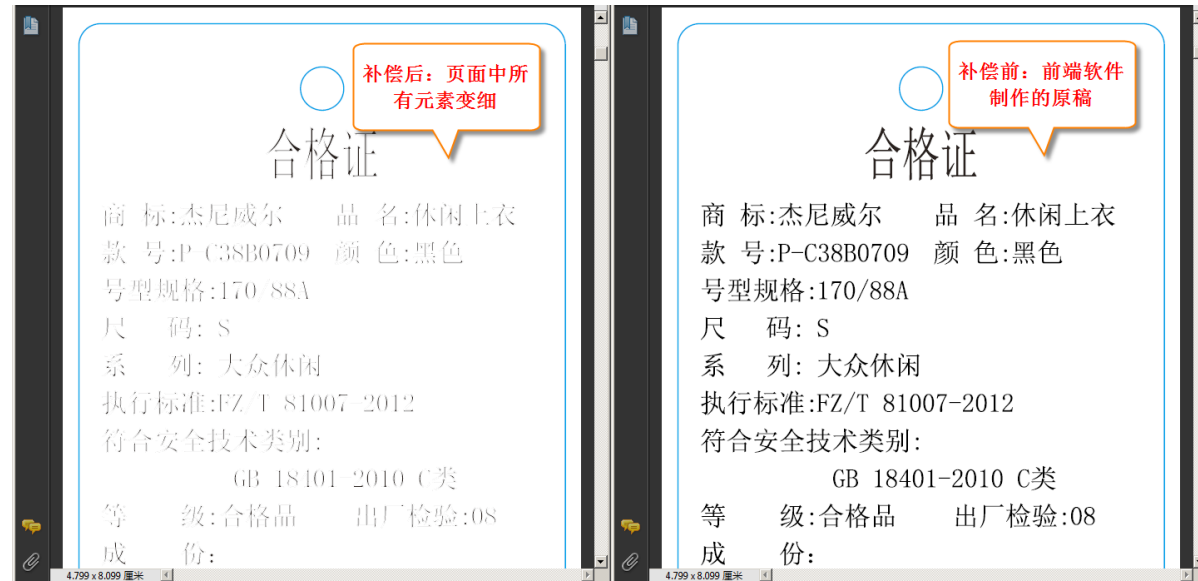 补偿后：页面中所
有元素变细
合格证
商 标:杰尼威尔 品 名:休闲上衣
款 号:P-C38B0709 颜 色:黑色
号型规格:170/88A
尺 码: S
系 列: 大众休闲
执行标准:FZ/T 81007-2012
符合安全技术类别:
GB 18401-2010 C类
等 级:合格品 出厂检验:08
成 份:
4.799 x 8.099 厘米
补偿前：前端软件
制作的原稿
合格证
商 标:杰尼威尔 品 名:休闲上衣
款 号:P-C38B0709 颜 色:黑色
号型规格:170/88A
尺 码: S
系 列: 大众休闲
执行标准:FZ/T 81007-2012
符合安全技术类别:
GB 18401-2010 C类
等 级:合格品 出厂检验:08
成 份:
4.799 x 8.099 厘米